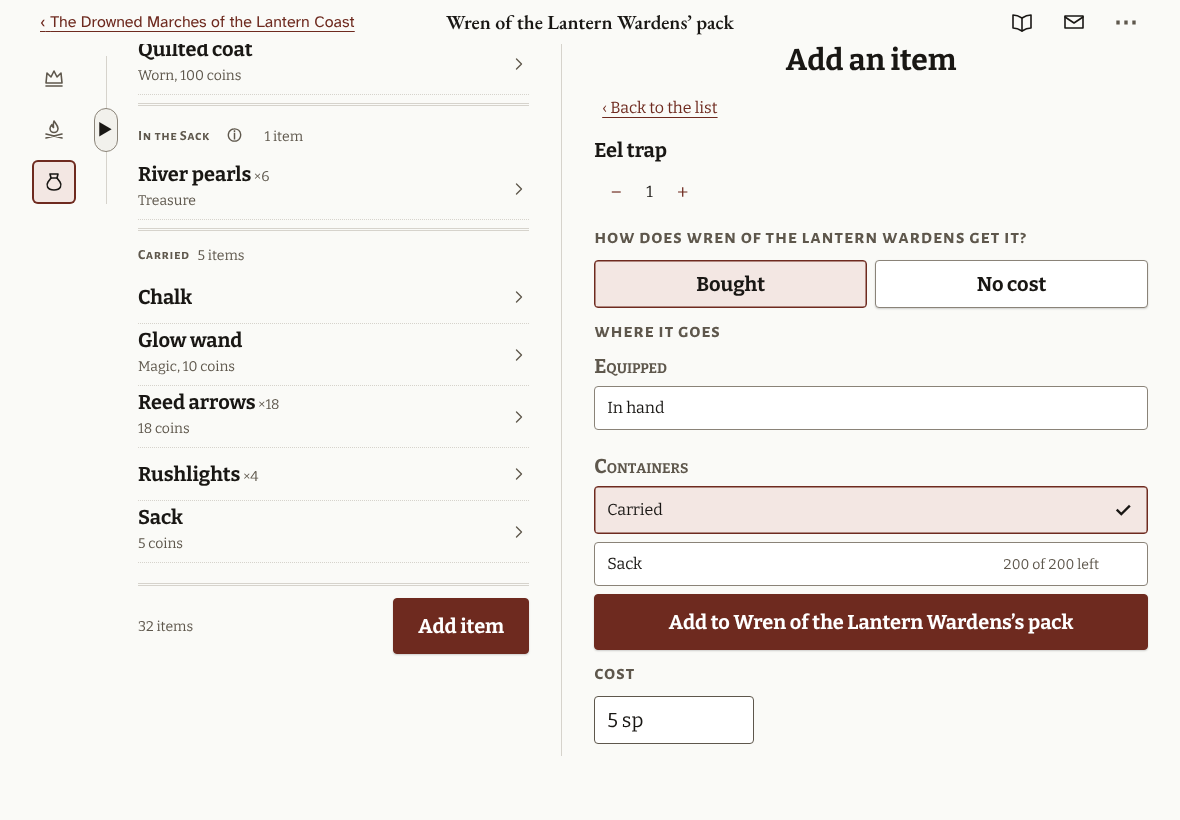 ‹ The Drowned Marches of the Lantern Coast
Wren of the Lantern Wardens’ pack
Quilted coat
Worn, 100 coins
In the Sack 1 item
River pearls ×6
Treasure
Carried 5 items
Chalk
Glow wand
Magic, 10 coins
Reed arrows ×18
18 coins
Rushlights ×4
Sack
5 coins
32 items
Add item
Add an item
‹ Back to the list
Eel trap
− 1 +
HOW DOES WREN OF THE LANTERN WARDENS GET IT?
Bought
No cost
WHERE IT GOES
Equipped
In hand
Containers
Carried
Sack 200 of 200 left
Add to Wren of the Lantern Wardens’s pack
COST
5 sp